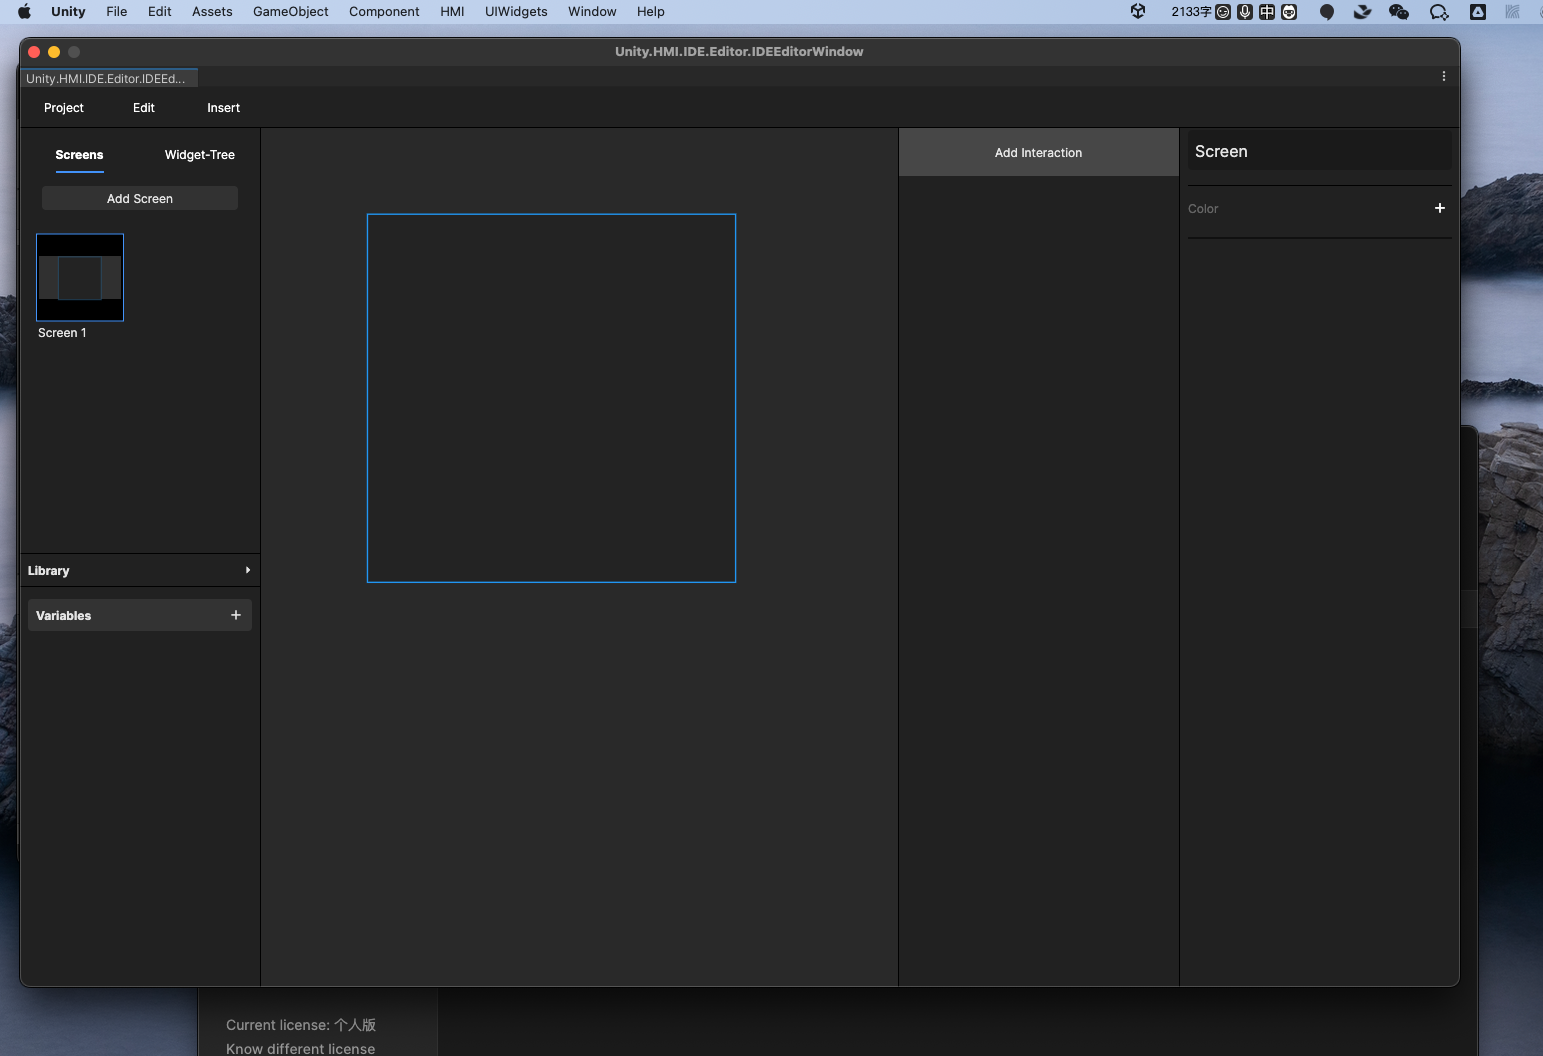 Unity File Edit Assets GameObject Component HMI UIWidgets Window Help 2133字 中
Unity.HMI.IDE.Editor.IDEEditorWindow
Unity.HMI.IDE.Editor.IDEEd...
Project Edit Insert
Screens Widget-Tree
Add Screen
Screen 1
Library
Variables
Add Interaction
Screen
Color
Current license: 个人版
Know different license